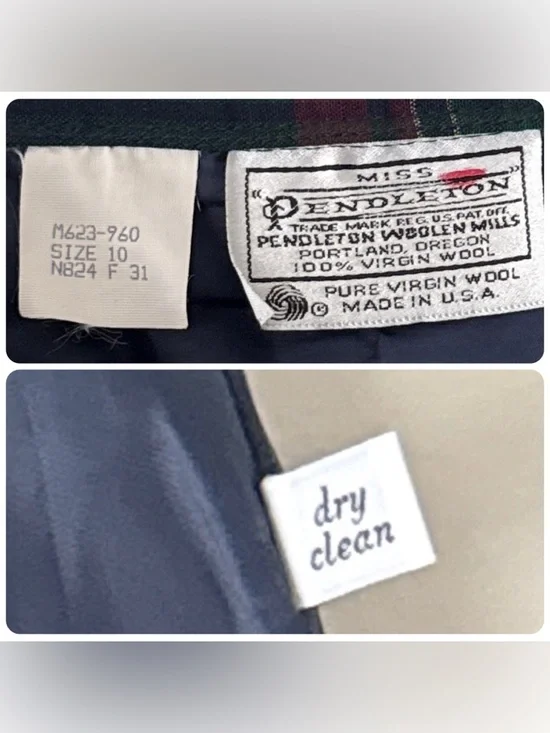 M623-960
SIZE 10
N824 F 31
MISS
"PENDLETON"
TRADE MARK REG. U.S. PAT. OFF.
PENDLETON WOOLEN MILLS
PORTLAND, OREGON
100% VIRGIN WOOL
PURE VIRGIN WOOL
MADE IN U.S.A.
dry
clean